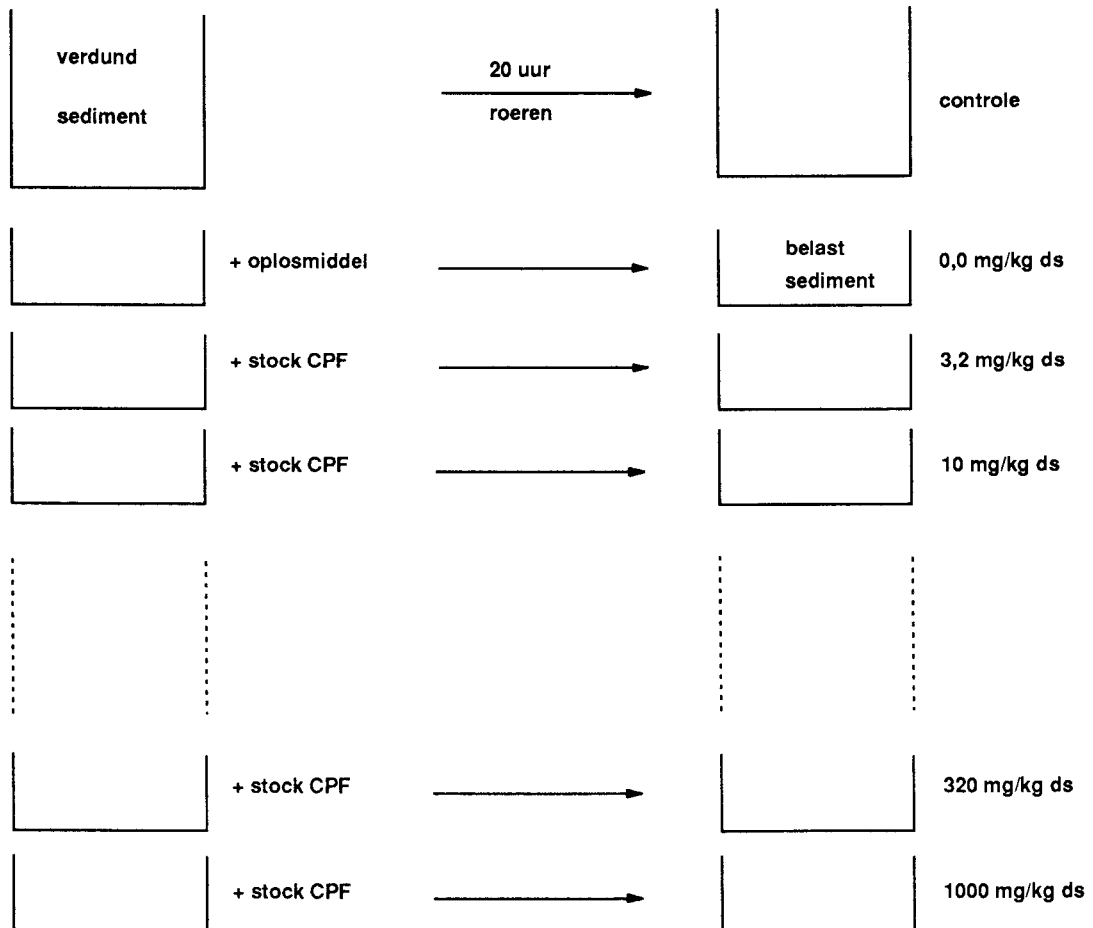 verdund
sediment
20 uur
roeren
controle
+ oplosmiddel
belast
sediment
0,0 mg/kg ds
+ stock CPF
3,2 mg/kg ds
+ stock CPF
10 mg/kg ds
+ stock CPF
320 mg/kg ds
+ stock CPF
1000 mg/kg ds